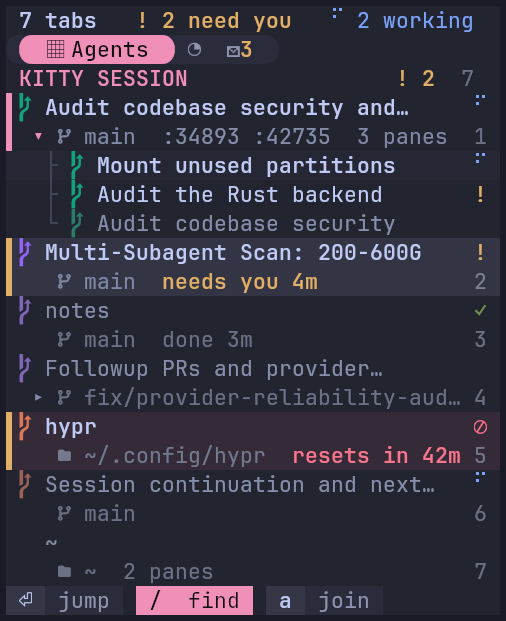 7 tabs ! 2 need you 2 working
Agents 3
KITTY SESSION ! 2 7
Audit codebase security and…
main :34893 :42735 3 panes 1
Mount unused partitions
Audit the Rust backend !
Audit codebase security
Multi-Subagent Scan: 200-600G !
main needs you 4m 2
notes ✓
main done 3m 3
Followup PRs and provider…
fix/provider-reliability-aud… 4
hypr
~/.config/hypr resets in 42m 5
Session continuation and next…
main 6
~
~ 2 panes 7
⏎ jump / find a join